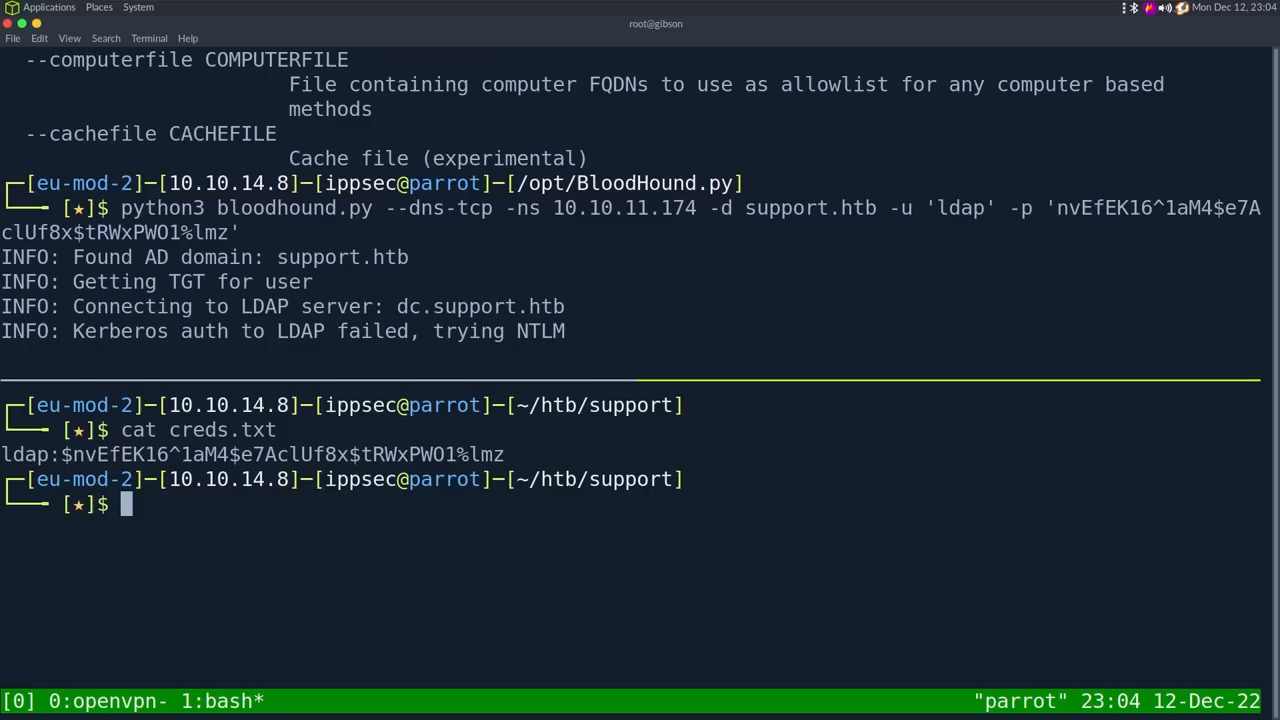 Applications Places System Mon Dec 12, 23:04
root@gibson
File Edit View Search Terminal Help
--computerfile COMPUTERFILE
File containing computer FQDNs to use as allowlist for any computer based
methods
--cachefile CACHEFILE
Cache file (experimental)
┌─[eu-mod-2]─[10.10.14.8]─[ippsec@parrot]─[/opt/BloodHound.py]
└── [★]$ python3 bloodhound.py --dns-tcp -ns 10.10.11.174 -d support.htb -u 'ldap' -p 'nvEfEK16^1aM4$e7A
clUf8x$tRWxPWO1%lmz'
INFO: Found AD domain: support.htb
INFO: Getting TGT for user
INFO: Connecting to LDAP server: dc.support.htb
INFO: Kerberos auth to LDAP failed, trying NTLM
┌─[eu-mod-2]─[10.10.14.8]─[ippsec@parrot]─[~/htb/support]
└── [★]$ cat creds.txt
ldap:$nvEfEK16^1aM4$e7AclUf8x$tRWxPWO1%lmz
┌─[eu-mod-2]─[10.10.14.8]─[ippsec@parrot]─[~/htb/support]
└── [★]$
[0] 0:openvpn- 1:bash* "parrot" 23:04 12-Dec-22